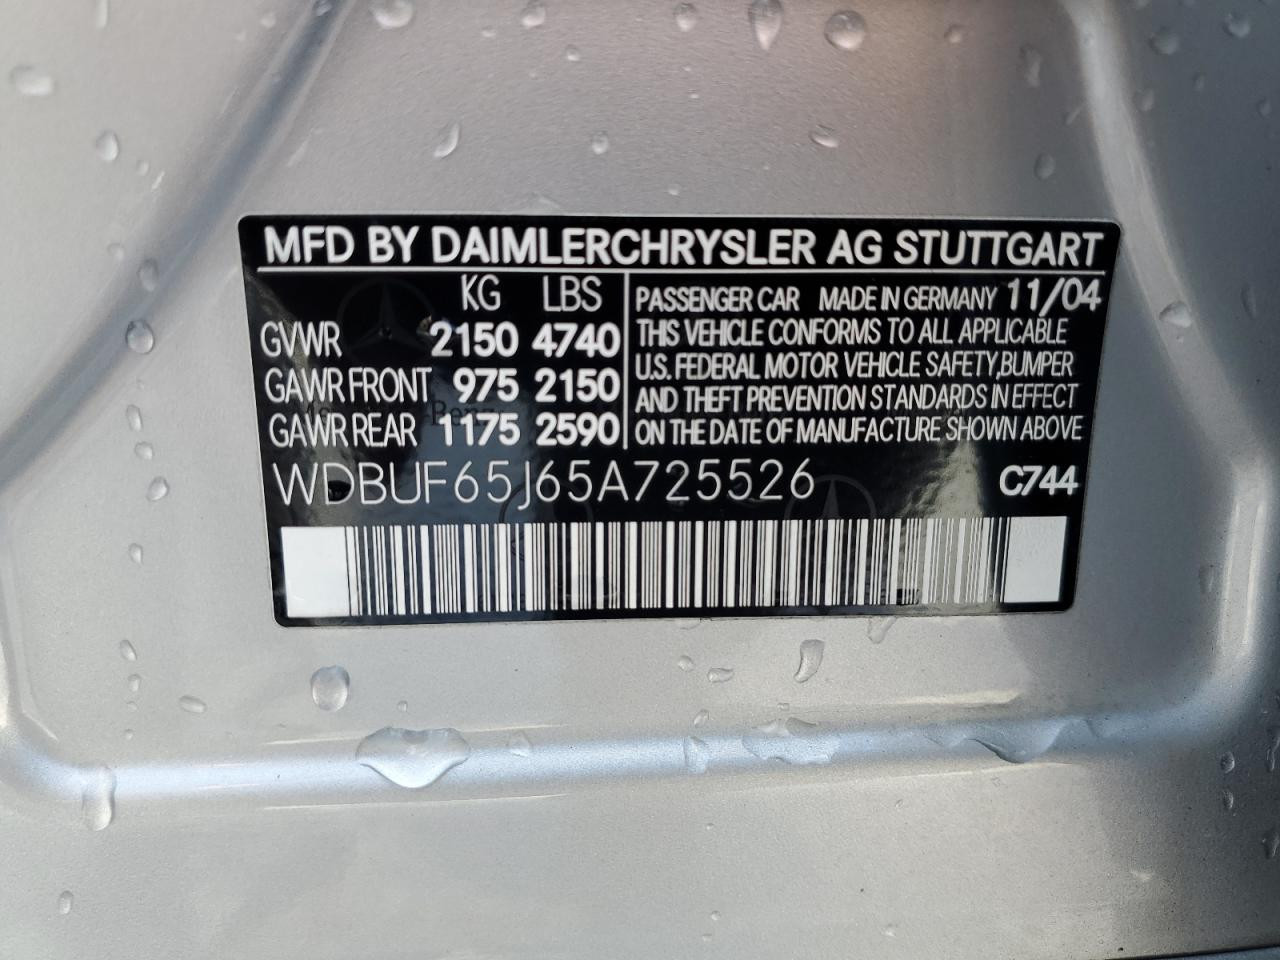 MFD BY DAIMLERCHRYSLER AG STUTTGART
KG LBS
GVWR 2150 4740
GAWR FRONT 975 2150
GAWR REAR 1175 2590
PASSENGER CAR MADE IN GERMANY 11/04
THIS VEHICLE CONFORMS TO ALL APPLICABLE
U.S. FEDERAL MOTOR VEHICLE SAFETY,BUMPER
AND THEFT PREVENTION STANDARDS IN EFFECT
ON THE DATE OF MANUFACTURE SHOWN ABOVE
WDBUF65J65A725526 C744